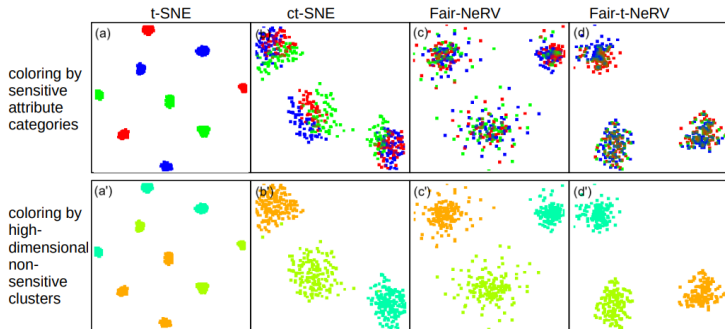 t-SNE ct-SNE Fair-NeRV Fair-t-NeRV
(a) (b) (c) (d)
coloring by
sensitive
attribute
categories
(a') (b') (c') (d')
coloring by
high-
dimensional
non-
sensitive
clusters